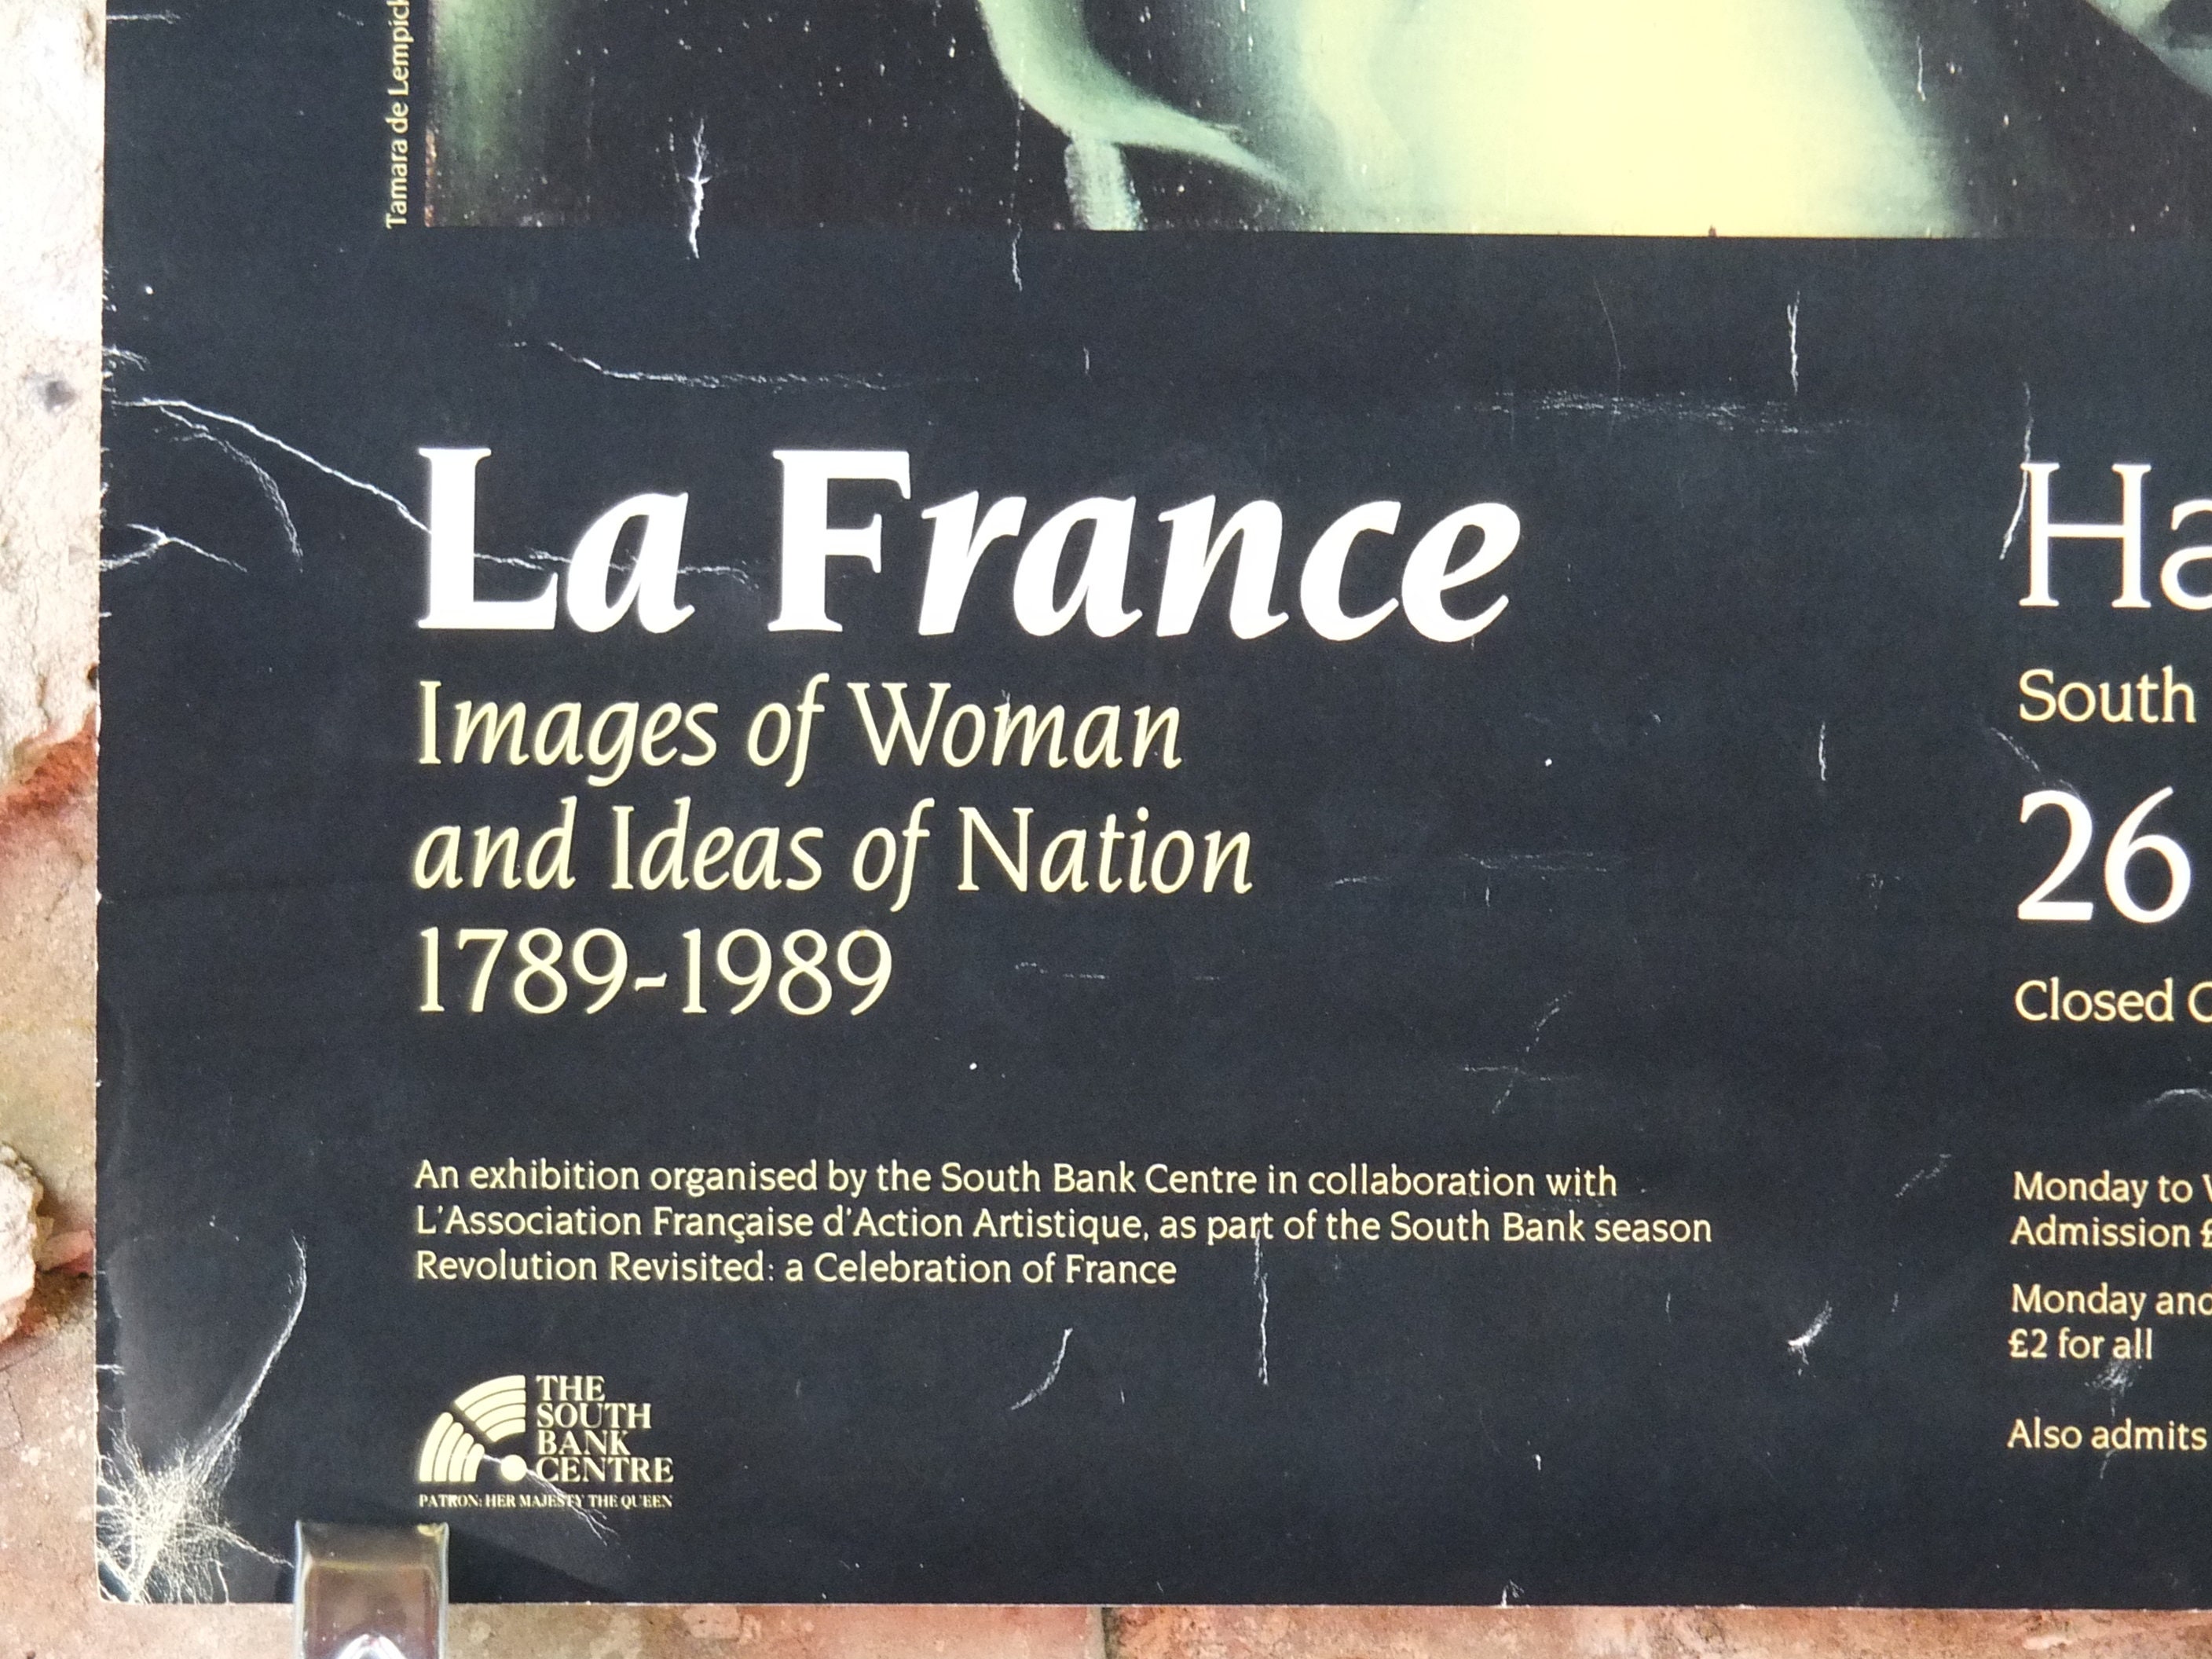 Tamara de
La France
Images of Woman
and Ideas of Nation
1789-1989
An exhibition organised by the South Bank Centre in collaboration with
L'Association Française d'Action Artistique, as part of the South Bank season
Revolution Revisited: a Celebration of France
THE
SOUTH
BANK
CENTRE
PATRON: HER MAJESTY THE QUEEN
South
26
Closed
Monday to
Admission £
Monday and
£2 for all
Also admits